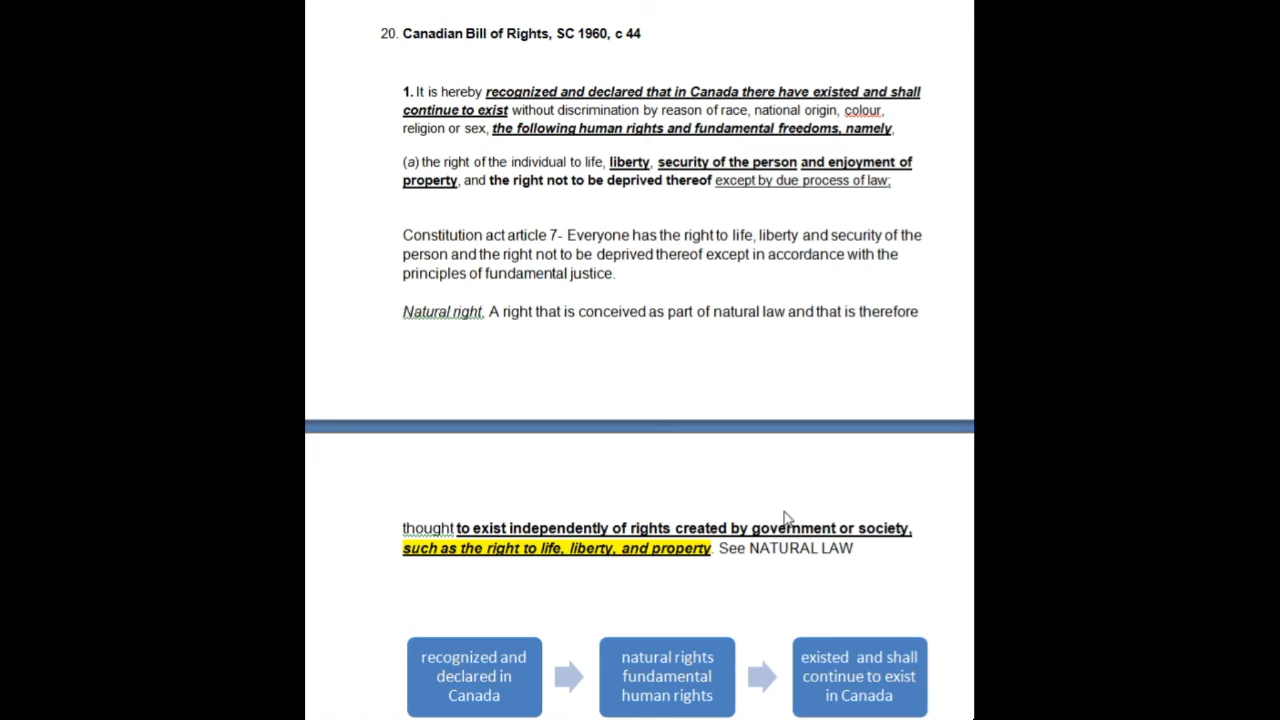 20. Canadian Bill of Rights, SC 1960, c 44
1. It is hereby recognized and declared that in Canada there have existed and shall
continue to exist without discrimination by reason of race, national origin, colour,
religion or sex, the following human rights and fundamental freedoms, namely,
(a) the right of the individual to life, liberty, security of the person and enjoyment of
property, and the right not to be deprived thereof except by due process of law;
Constitution act article 7- Everyone has the right to life, liberty and security of the
person and the right not to be deprived thereof except in accordance with the
principles of fundamental justice.
Natural right. A right that is conceived as part of natural law and that is therefore
thought to exist independently of rights created by government or society,
such as the right to life, liberty, and property. See NATURAL LAW
recognized and
declared in
Canada
natural rights
fundamental
human rights
existed and shall
continue to exist
in Canada